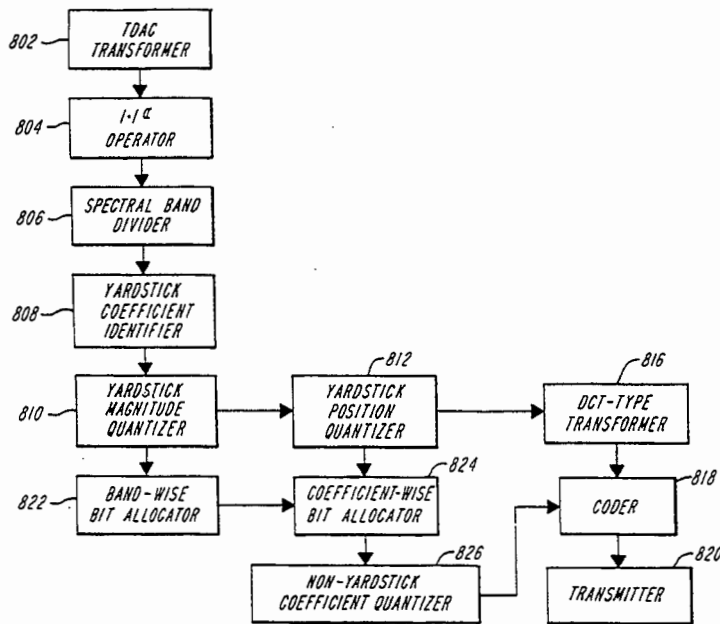 802
TDAC
TRANSFORMER
804
|·|α
OPERATOR
806
SPECTRAL BAND
DIVIDER
808
YARDSTICK
COEFFICIENT
IDENTIFIER
810
YARDSTICK
MAGNITUDE
QUANTIZER
812
YARDSTICK
POSITION
QUANTIZER
816
DCT-TYPE
TRANSFORMER
822
BAND-WISE
BIT ALLOCATOR
824
COEFFICIENT-WISE
BIT ALLOCATOR
818
CODER
826
NON-YARDSTICK
COEFFICIENT QUANTIZER
820
TRANSMITTER